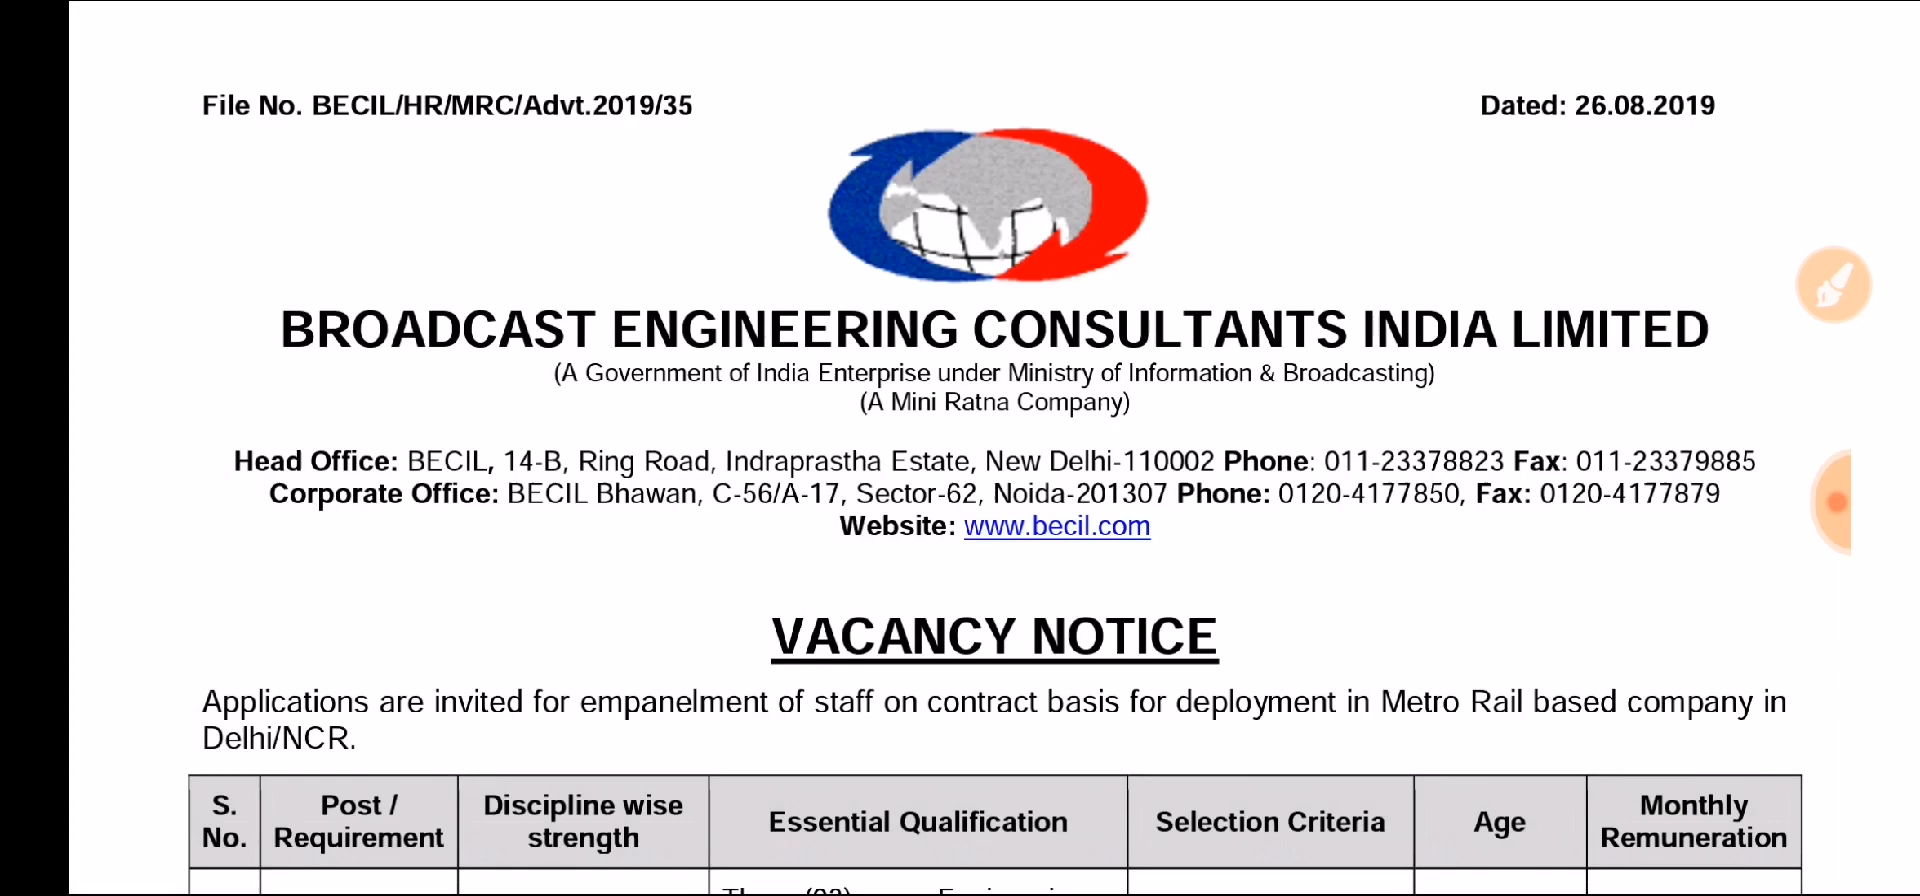 File No. BECIL/HR/MRC/Advt.2019/35 Dated: 26.08.2019
BROADCAST ENGINEERING CONSULTANTS INDIA LIMITED
(A Government of India Enterprise under Ministry of Information & Broadcasting)
(A Mini Ratna Company)
Head Office: BECIL, 14-B, Ring Road, Indraprastha Estate, New Delhi-110002 Phone: 011-23378823 Fax: 011-23379885
Corporate Office: BECIL Bhawan, C-56/A-17, Sector-62, Noida-201307 Phone: 0120-4177850, Fax: 0120-4177879
Website: www.becil.com
VACANCY NOTICE
Applications are invited for empanelment of staff on contract basis for deployment in Metro Rail based company in
Delhi/NCR.
S. No. Post / Requirement Discipline wise strength Essential Qualification Selection Criteria Age Monthly Remuneration